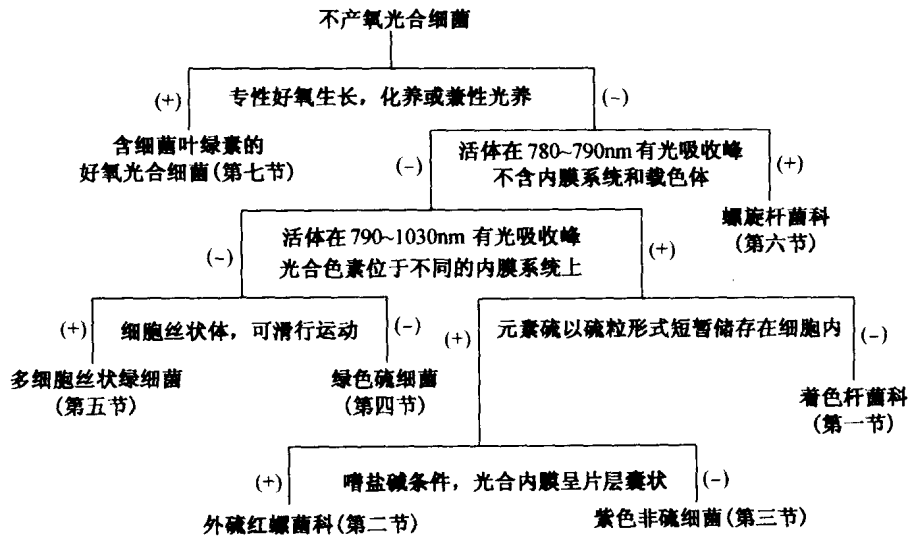 不产氧光合细菌
(+) 专性好氧生长，化养或兼性光养 (-)
含细菌叶绿素的
好氧光合细菌(第七节)
(-) 活体在780~790nm有光吸收峰 (+)
不含内膜系统和载色体
螺旋杆菌科
(第六节)
(-) 活体在790~1030nm有光吸收峰 (+)
光合色素位于不同的内膜系统上
(+) 细胞丝状体，可滑行运动 (-)
(+) 元素硫以硫粒形式短暂储存在细胞内 (-)
多细胞丝状绿细菌
(第五节)
绿色硫细菌
(第四节)
着色杆菌科
(第一节)
(+) 嗜盐碱条件，光合内膜呈片层囊状 (-)
外硫红螺菌科(第二节)
紫色非硫细菌(第三节)